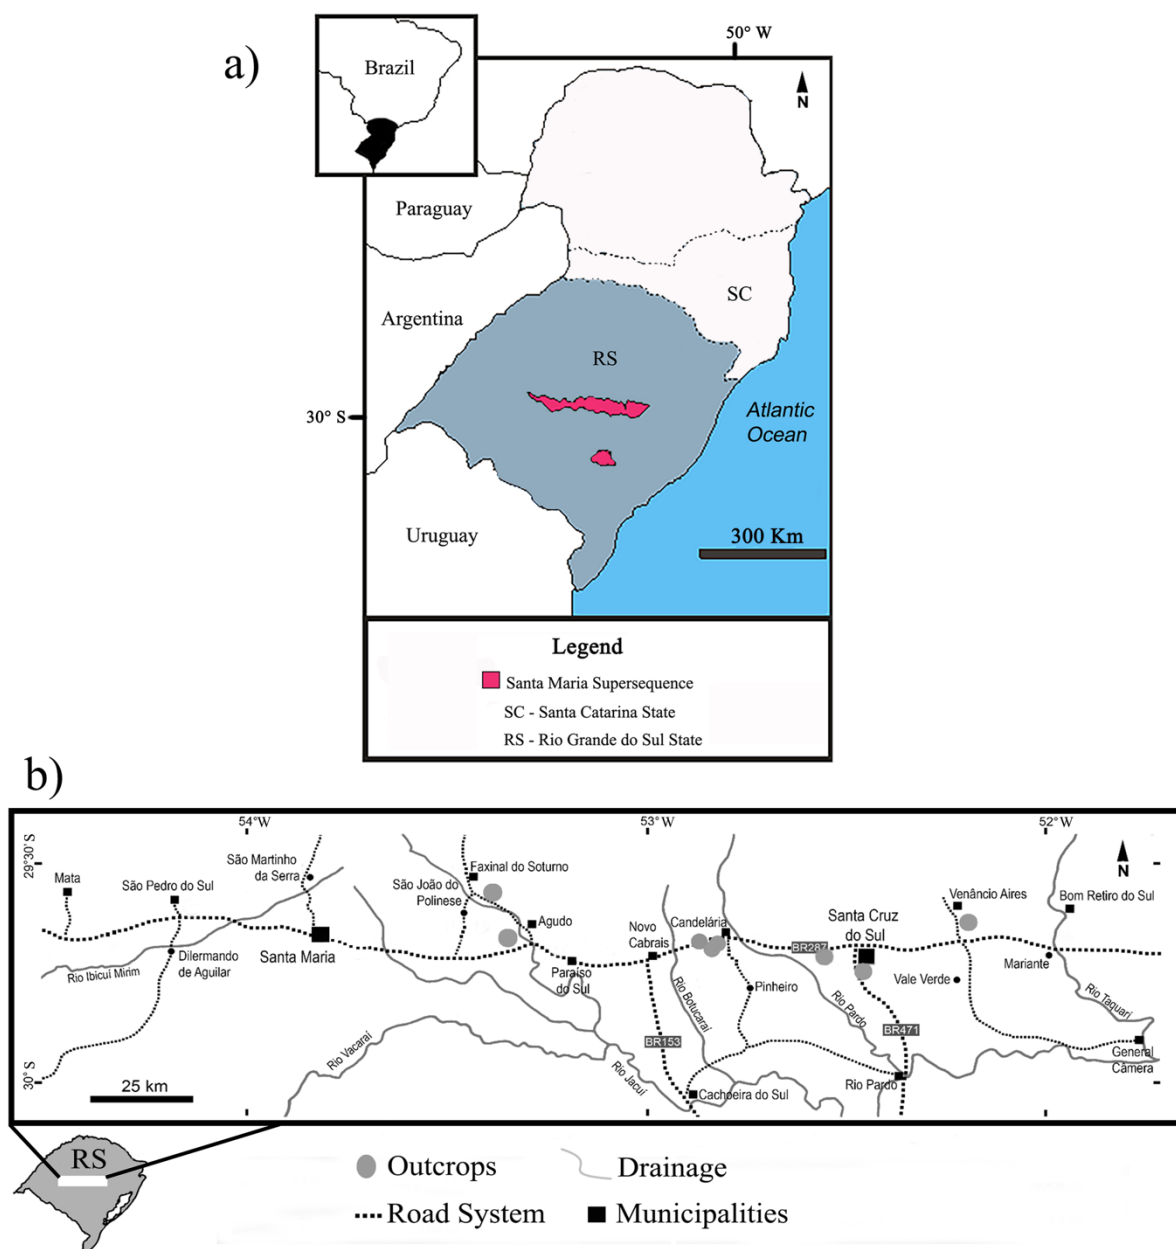 a)
50° W
Brazil
N
Paraguay
SC
Argentina
RS
30° S
Atlantic
Ocean
Uruguay
300 Km
Legend
Santa Maria Supersequence
SC - Santa Catarina State
RS - Rio Grande do Sul State
b)
54°W
53°W
52°W
29°30'S
30°S
N
Mata
São Pedro do Sul
São Martinho
da Serra
Faxinal do Soturno
São João do
Polinese
Agudo
Santa Maria
Dilermando
de Aguilar
Rio Ibicuí Mirim
Paraíso
do Sul
Novo
Cabrais
Candelária
BR287
Santa Cruz
do Sul
Venâncio Aires
Bom Retiro do Sul
Mariante
Vale Verde
Pinheiro
Rio Botucaraí
Rio Pardo
Rio Taquari
BR153
BR471
Rio Vacaraí
Rio Jacuí
Cachoeira do Sul
Rio Pardo
General
Câmera
25 km
RS
Outcrops
Drainage
Road System
Municipalities